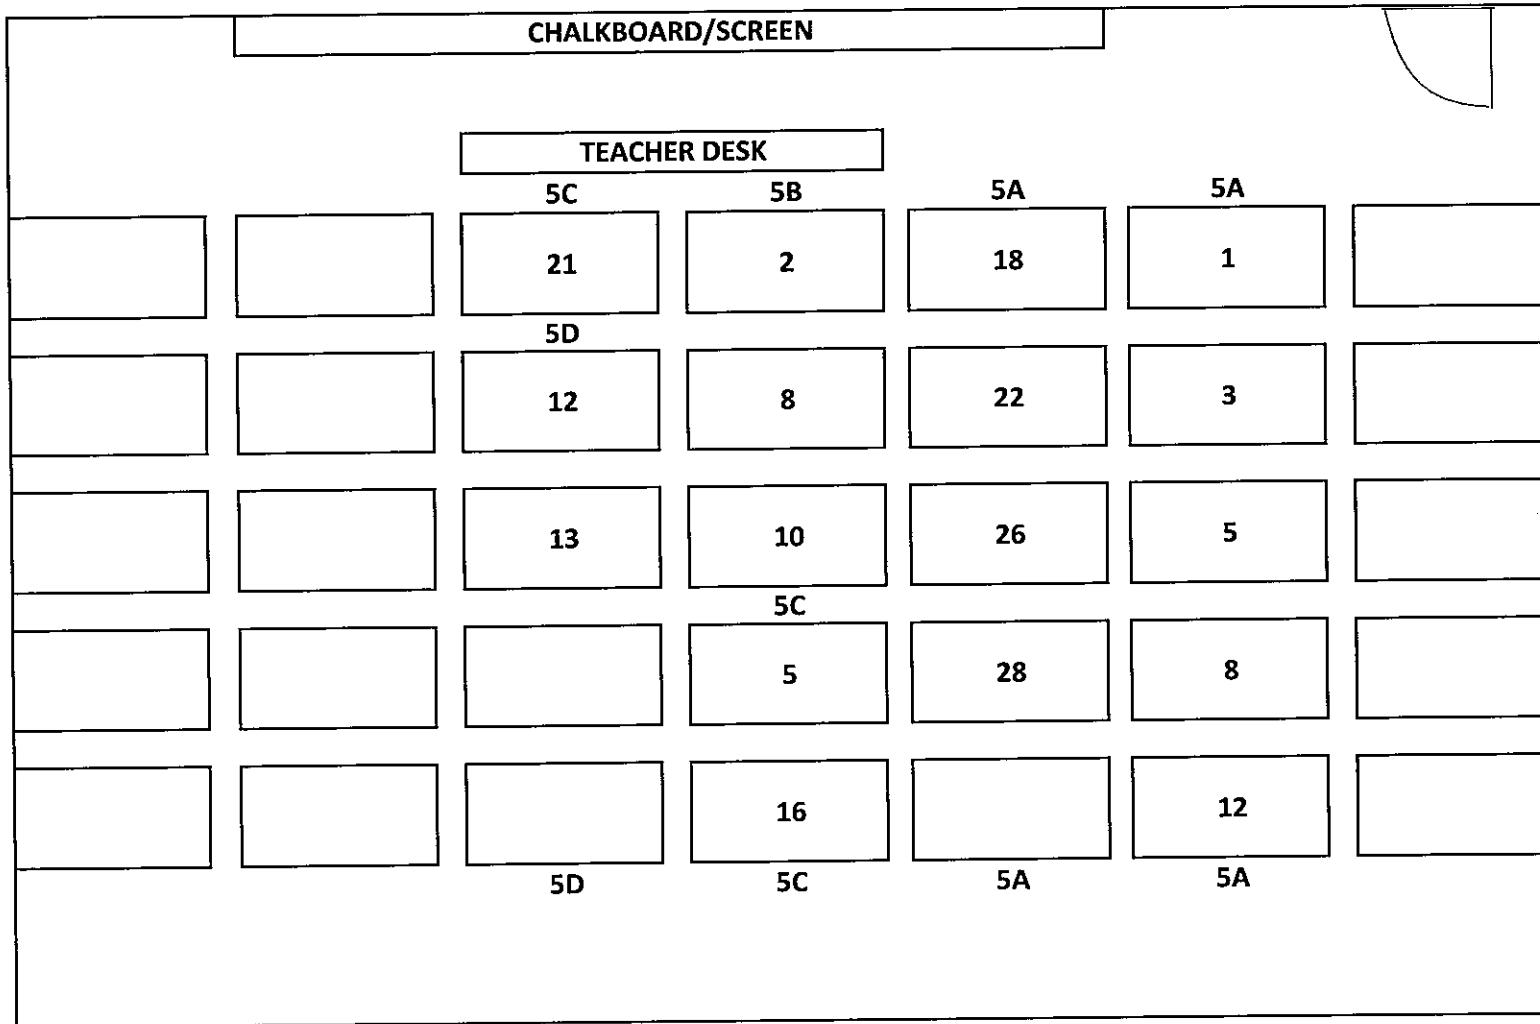 CHALKBOARD/SCREEN
TEACHER DESK
5C 5B 5A 5A
21 2 18 1
5D
12 8 22 3
13 10 26 5
5C
5 28 8
16 12
5D 5C 5A 5A